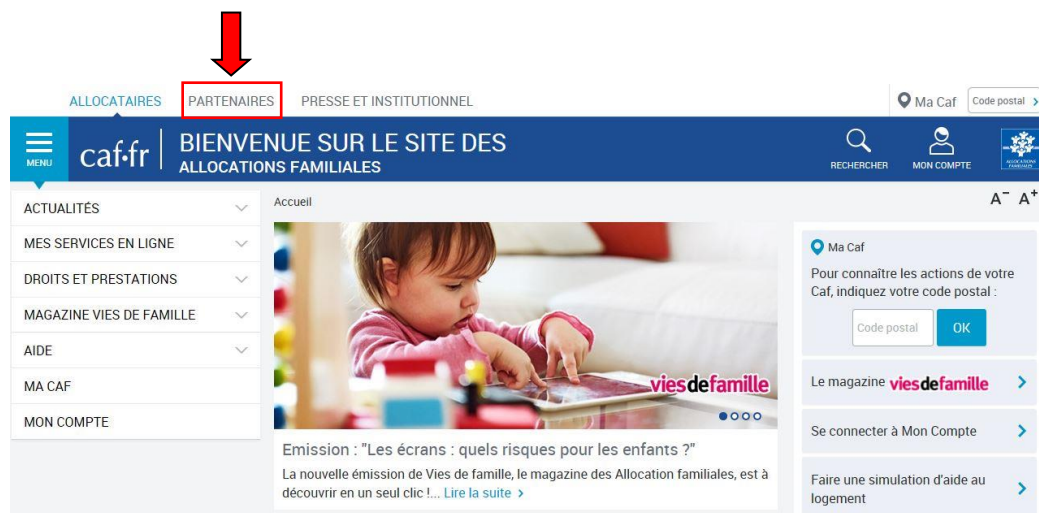 ALLOCATAIRES PARTENAIRES PRESSE ET INSTITUTIONNEL
Ma Caf Code postal
MENU
caf.fr
BIENVENUE SUR LE SITE DES
ALLOCATIONS FAMILIALES
RECHERCHER
MON COMPTE
ALLOCATIONS
FAMILIALES
ACTUALITÉS
MES SERVICES EN LIGNE
DROITS ET PRESTATIONS
MAGAZINE VIES DE FAMILLE
AIDE
MA CAF
MON COMPTE
Accueil
A- A+
viesdefamille
Emission : "Les écrans : quels risques pour les enfants ?"
La nouvelle émission de Vies de famille, le magazine des Allocation familiales, est à
découvrir en un seul clic !... Lire la suite >
Ma Caf
Pour connaître les actions de votre
Caf, indiquez votre code postal :
Code postal OK
Le magazine viesdefamille
Se connecter à Mon Compte
Faire une simulation d'aide au
logement